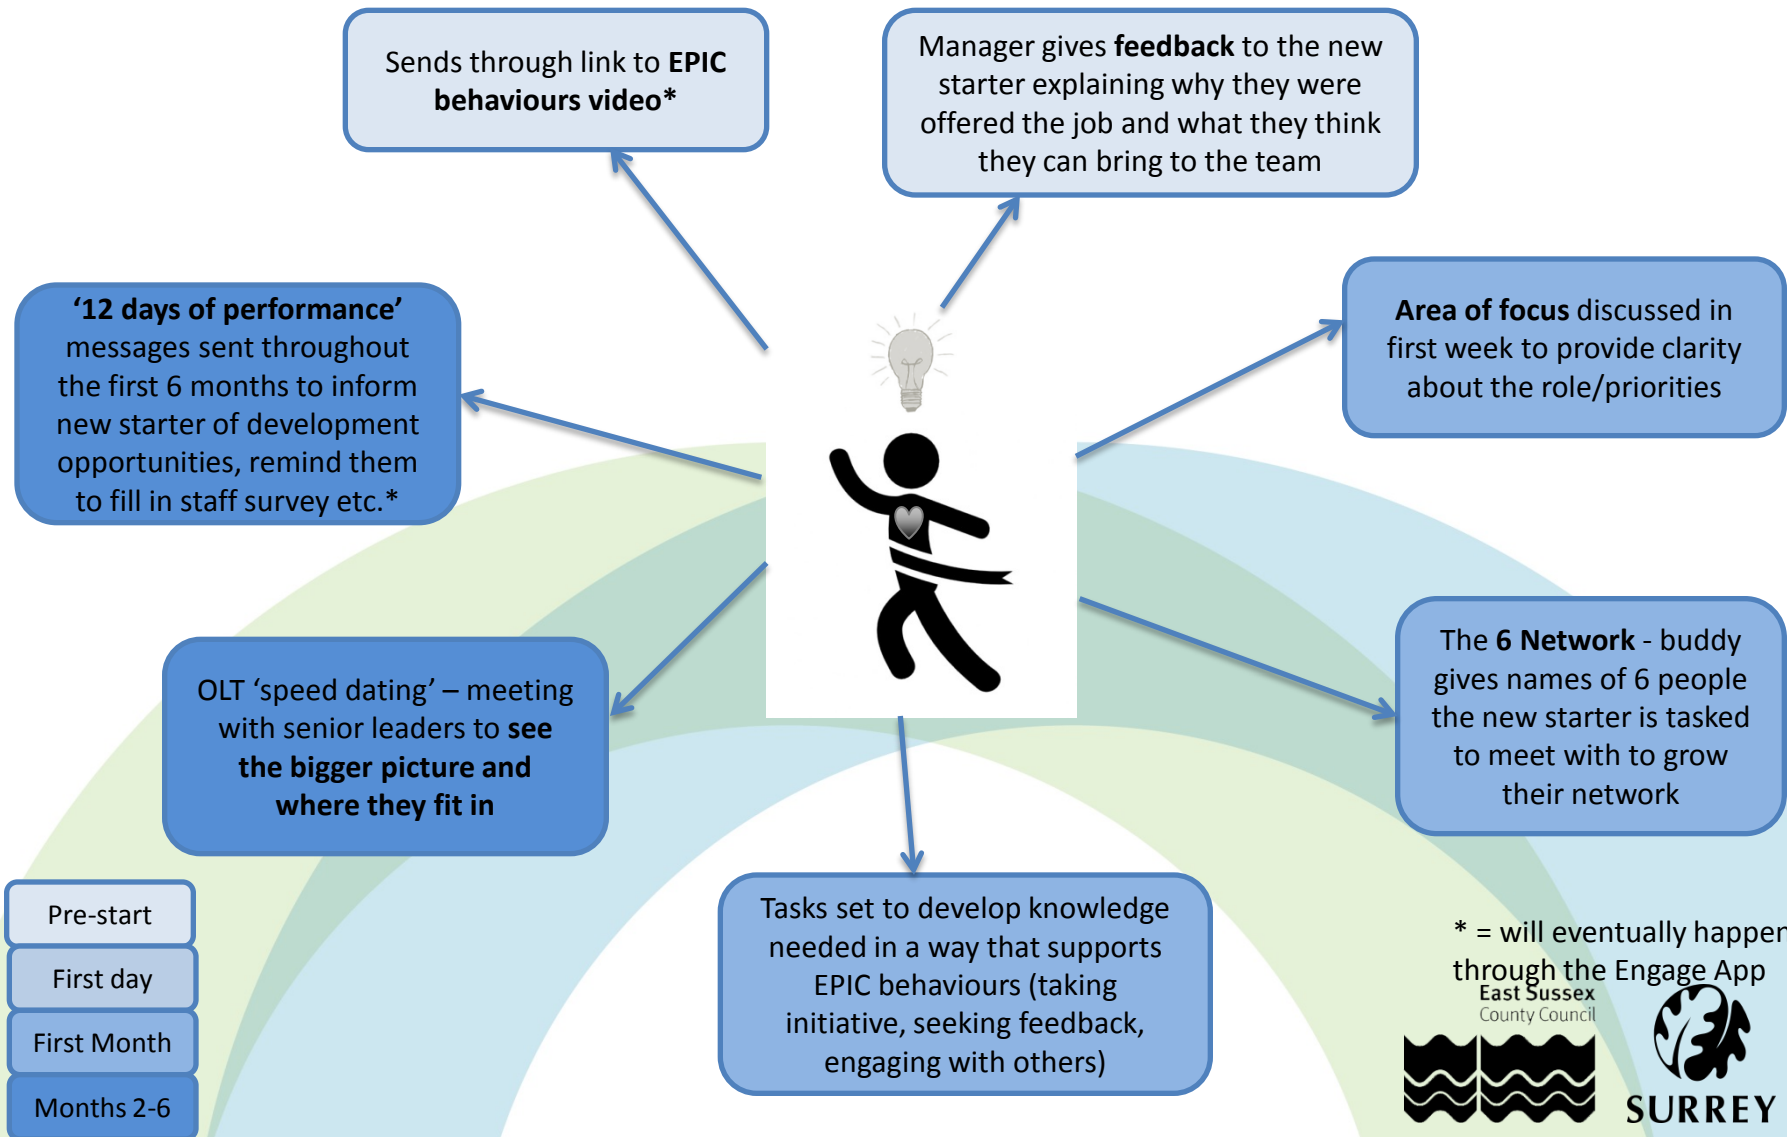 Sends through link to EPIC
behaviours video*
Manager gives feedback to the new
starter explaining why they were
offered the job and what they think
they can bring to the team
‘12 days of performance’
messages sent throughout
the first 6 months to inform
new starter of development
opportunities, remind them
to fill in staff survey etc.*
Area of focus discussed in
first week to provide clarity
about the role/priorities
OLT ‘speed dating’ – meeting
with senior leaders to see
the bigger picture and
where they fit in
The 6 Network - buddy
gives names of 6 people
the new starter is tasked
to meet with to grow
their network
Tasks set to develop knowledge
needed in a way that supports
EPIC behaviours (taking
initiative, seeking feedback,
engaging with others)
Pre-start
First day
First Month
Months 2-6
* = will eventually happen
through the Engage App
East Sussex
County Council
SURREY